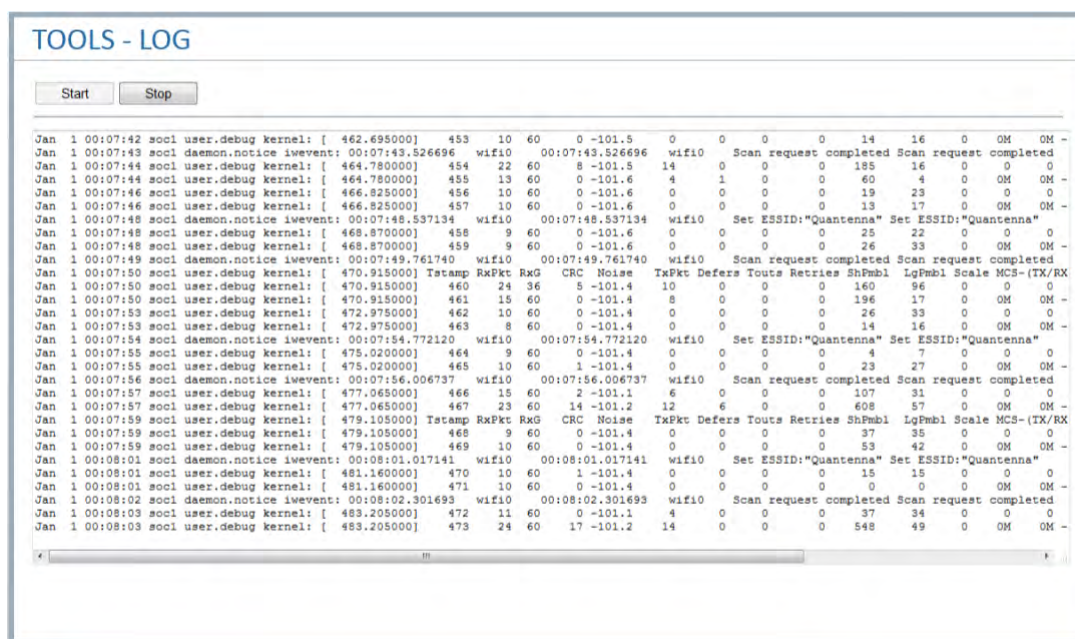 TOOLS - LOG
Start Stop
Jan 1 00:07:42 soc1 user.debug kernel: [ 462.695000] 453 10 60 0 -101.5 0 0 0 0 14 16 0 0M 0M -
Jan 1 00:07:43 soc1 daemon.notice iwevent: 00:07:43.526696 wifi0 00:07:43.526696 wifi0 Scan request completed Scan request completed
Jan 1 00:07:44 soc1 user.debug kernel: [ 464.780000] 454 22 60 8 -101.5 14 0 0 0 185 16 0 0 0
Jan 1 00:07:44 soc1 user.debug kernel: [ 464.780000] 455 13 60 0 -101.6 4 1 0 0 60 4 0 0M 0M -
Jan 1 00:07:46 soc1 user.debug kernel: [ 466.825000] 456 10 60 0 -101.6 0 0 0 0 19 23 0 0 0
Jan 1 00:07:46 soc1 user.debug kernel: [ 466.825000] 457 10 60 0 -101.6 0 0 0 0 13 17 0 0M 0M -
Jan 1 00:07:48 soc1 daemon.notice iwevent: 00:07:48.537134 wifi0 00:07:48.537134 wifi0 Set ESSID:"Quantenna" Set ESSID:"Quantenna"
Jan 1 00:07:48 soc1 user.debug kernel: [ 468.870000] 458 9 60 0 -101.6 0 0 0 0 25 22 0 0 0
Jan 1 00:07:48 soc1 user.debug kernel: [ 468.870000] 459 9 60 0 -101.6 0 0 0 0 26 33 0 0M 0M -
Jan 1 00:07:49 soc1 daemon.notice iwevent: 00:07:49.761740 wifi0 00:07:49.761740 wifi0 Scan request completed Scan request completed
Jan 1 00:07:50 soc1 user.debug kernel: [ 470.915000] Tstamp RxPkt RxG CRC Noise TxPkt Defers Touts Retries ShPmbl LgPmbl Scale MCS-(TX/RX
Jan 1 00:07:50 soc1 user.debug kernel: [ 470.915000] 460 24 36 5 -101.4 10 0 0 0 160 96 0 0 0
Jan 1 00:07:50 soc1 user.debug kernel: [ 470.915000] 461 15 60 0 -101.4 8 0 0 0 196 17 0 0M 0M -
Jan 1 00:07:53 soc1 user.debug kernel: [ 472.975000] 462 10 60 0 -101.4 0 0 0 0 26 33 0 0 0
Jan 1 00:07:53 soc1 user.debug kernel: [ 472.975000] 463 8 60 0 -101.4 0 0 0 0 14 16 0 0M 0M -
Jan 1 00:07:54 soc1 daemon.notice iwevent: 00:07:54.772120 wifi0 00:07:54.772120 wifi0 Set ESSID:"Quantenna" Set ESSID:"Quantenna"
Jan 1 00:07:55 soc1 user.debug kernel: [ 475.020000] 464 9 60 0 -101.4 0 0 0 0 4 7 0 0 0
Jan 1 00:07:55 soc1 user.debug kernel: [ 475.020000] 465 10 60 1 -101.4 0 0 0 0 23 27 0 0M 0M -
Jan 1 00:07:56 soc1 daemon.notice iwevent: 00:07:56.006737 wifi0 00:07:56.006737 wifi0 Scan request completed Scan request completed
Jan 1 00:07:57 soc1 user.debug kernel: [ 477.065000] 466 15 60 2 -101.1 6 0 0 0 107 31 0 0 0
Jan 1 00:07:57 soc1 user.debug kernel: [ 477.065000] 467 23 60 14 -101.2 12 6 0 0 608 57 0 0M 0M -
Jan 1 00:07:59 soc1 user.debug kernel: [ 479.105000] Tstamp RxPkt RxG CRC Noise TxPkt Defers Touts Retries ShPmbl LgPmbl Scale MCS-(TX/RX
Jan 1 00:07:59 soc1 user.debug kernel: [ 479.105000] 468 9 60 0 -101.4 0 0 0 0 37 35 0 0 0
Jan 1 00:07:59 soc1 user.debug kernel: [ 479.105000] 469 10 60 0 -101.4 0 0 0 0 53 42 0 0M 0M -
Jan 1 00:08:01 soc1 daemon.notice iwevent: 00:08:01.017141 wifi0 00:08:01.017141 wifi0 Set ESSID:"Quantenna" Set ESSID:"Quantenna"
Jan 1 00:08:01 soc1 user.debug kernel: [ 481.160000] 470 10 60 1 -101.4 0 0 0 0 15 15 0 0 0
Jan 1 00:08:01 soc1 user.debug kernel: [ 481.160000] 471 10 60 0 -101.4 0 0 0 0 0 0 0 0M 0M -
Jan 1 00:08:02 soc1 daemon.notice iwevent: 00:08:02.301693 wifi0 00:08:02.301693 wifi0 Scan request completed Scan request completed
Jan 1 00:08:03 soc1 user.debug kernel: [ 483.205000] 472 11 60 0 -101.1 4 0 0 0 37 34 0 0 0
Jan 1 00:08:03 soc1 user.debug kernel: [ 483.205000] 473 24 60 17 -101.2 14 0 0 0 548 49 0 0M 0M -